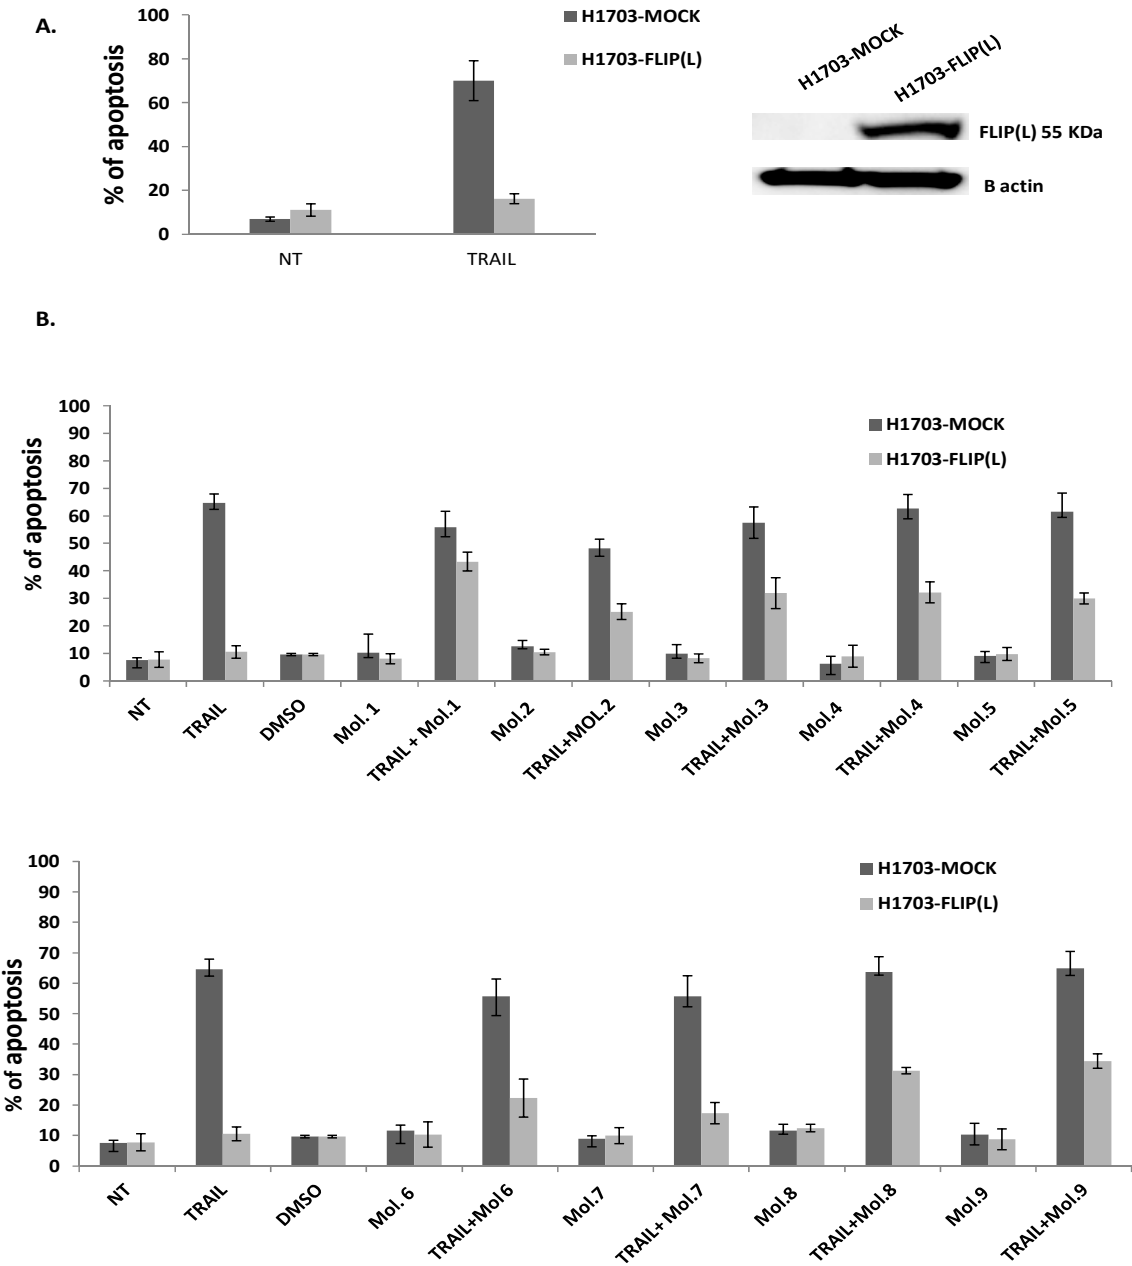 A.
% of apoptosis
100
80
60
40
20
0
NT
TRAIL
H1703-MOCK
H1703-FLIP(L)
H1703-MOCK
H1703-FLIP(L)
FLIP(L) 55 KDa
B actin
B.
% of apoptosis
100
90
80
70
60
50
40
30
20
10
0
H1703-MOCK
H1703-FLIP(L)
NT
TRAIL
DMSO
Mol. 1
TRAIL + Mol.1
Mol.2
TRAIL+MOL.2
Mol.3
TRAIL+Mol.3
Mol.4
TRAIL+Mol.4
Mol.5
TRAIL+Mol.5
% of apoptosis
100
90
80
70
60
50
40
30
20
10
0
H1703-MOCK
H1703-FLIP(L)
NT
TRAIL
DMSO
Mol. 6
TRAIL+Mol6
Mol.7
TRAIL+ Mol.7
Mol.8
TRAIL+Mol.8
Mol.9
TRAIL+Mol.9